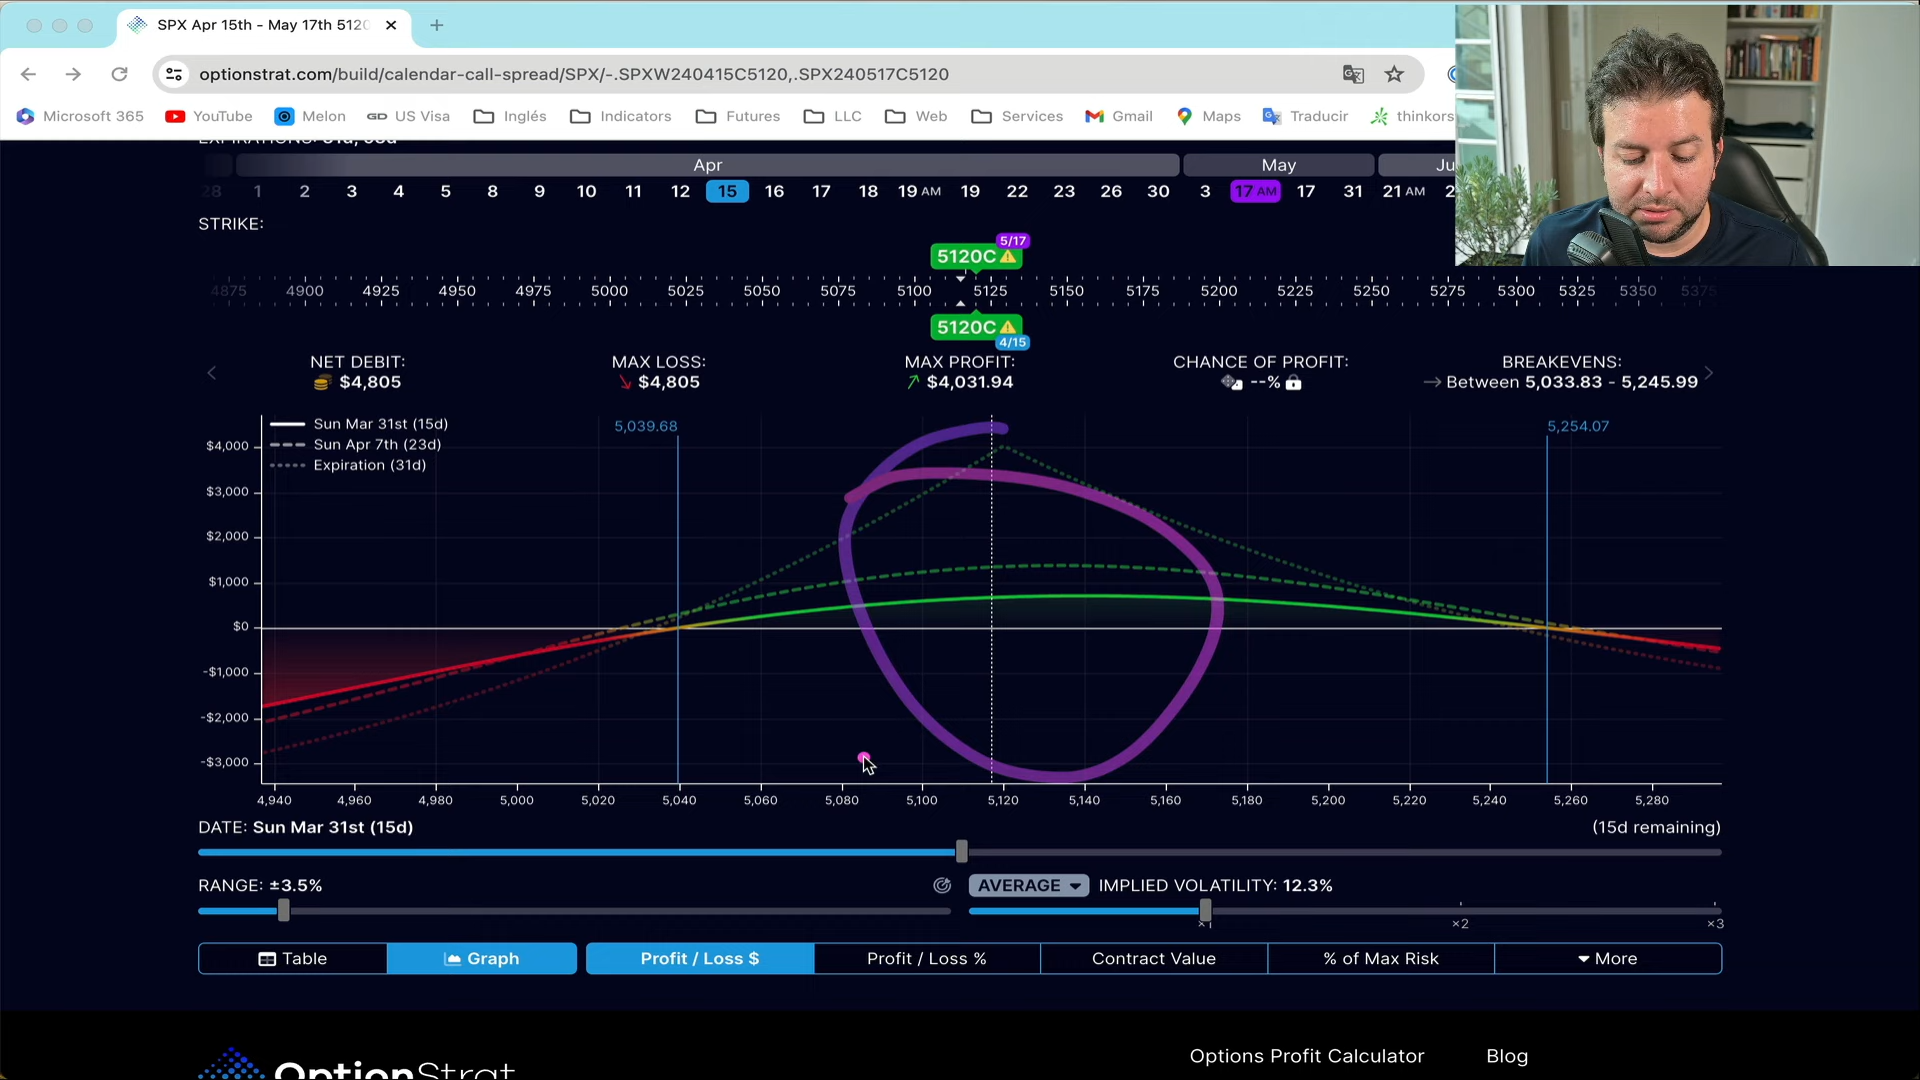 SPX Apr 15th - May 17th 5120
optionstrat.com/build/calendar-call-spread/SPX/-.SPXW240415C5120,.SPX240517C5120
Microsoft 365 YouTube Melon GD US Visa Inglés Indicators Futures LLC Web Services Gmail Maps Traducir thinkors
Apr May Ju
28 1 2 3 4 5 8 9 10 11 12 15 16 17 18 19 AM 19 22 23 26 30 3 17 AM 17 31 21 AM 2
STRIKE:
5/17
5120C
4875 4900 4925 4950 4975 5000 5025 5050 5075 5100 5125 5150 5175 5200 5225 5250 5275 5300 5325 5350 5375
5120C
4/15
NET DEBIT: MAX LOSS: MAX PROFIT: CHANCE OF PROFIT: BREAKEVENS:
$4,805 $4,805 $4,031.94 --% Between 5,033.83 - 5,245.99
5,039.68 5,254.07
Sun Mar 31st (15d)
Sun Apr 7th (23d)
Expiration (31d)
$4,000
$3,000
$2,000
$1,000
$0
-$1,000
-$2,000
-$3,000
4,940 4,960 4,980 5,000 5,020 5,040 5,060 5,080 5,100 5,120 5,140 5,160 5,180 5,200 5,220 5,240 5,260 5,280
DATE: Sun Mar 31st (15d) (15d remaining)
RANGE: ±3.5% AVERAGE IMPLIED VOLATILITY: 12.3%
×1 ×2 ×3
Table Graph Profit / Loss $ Profit / Loss % Contract Value % of Max Risk More
OptionStrat Options Profit Calculator Blog